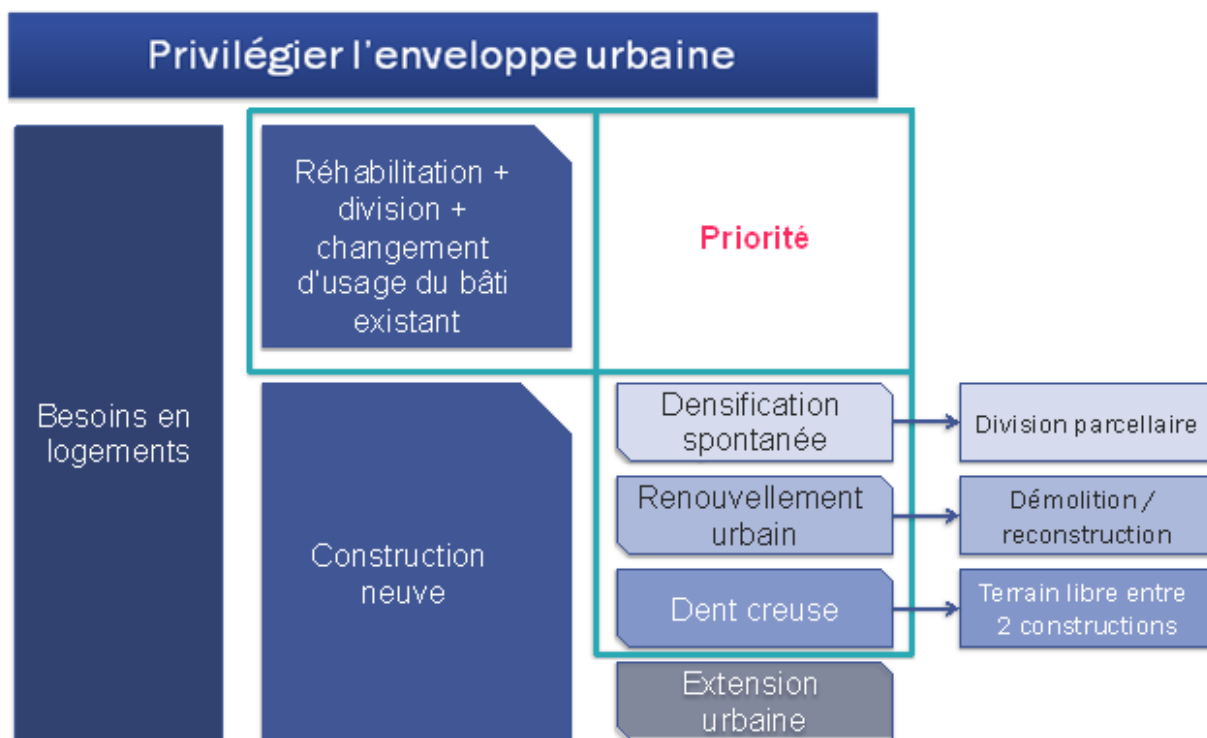 Privilégier l'enveloppe urbaine
Besoins en
logements
Réhabilitation +
division +
changement
d'usage du bâti
existant
Priorité
Construction
neuve
Densification
spontanée
Division parcellaire
Renouvellement
urbain
Démolition /
reconstruction
Dent creuse
Terrain libre entre
2 constructions
Extension
urbaine